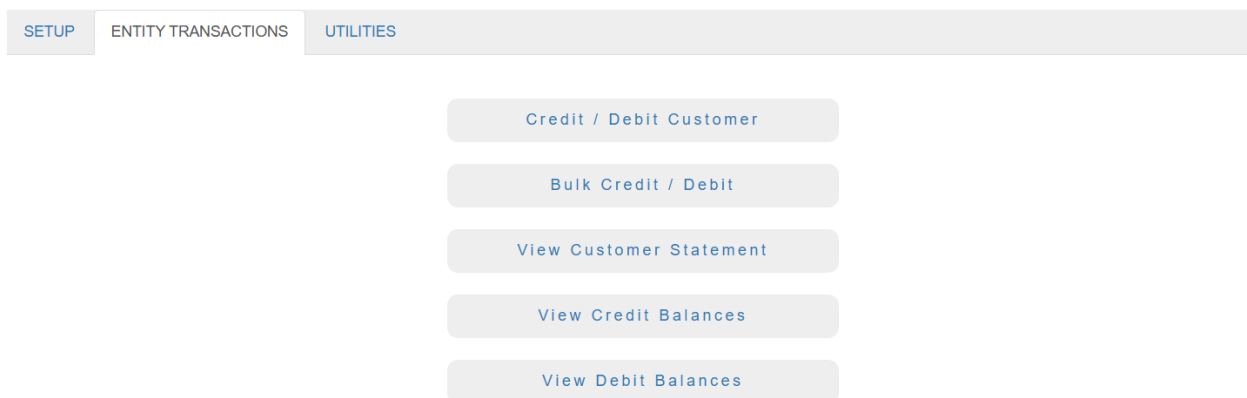 SETUP ENTITY TRANSACTIONS UTILITIES
Credit / Debit Customer
Bulk Credit / Debit
View Customer Statement
View Credit Balances
View Debit Balances